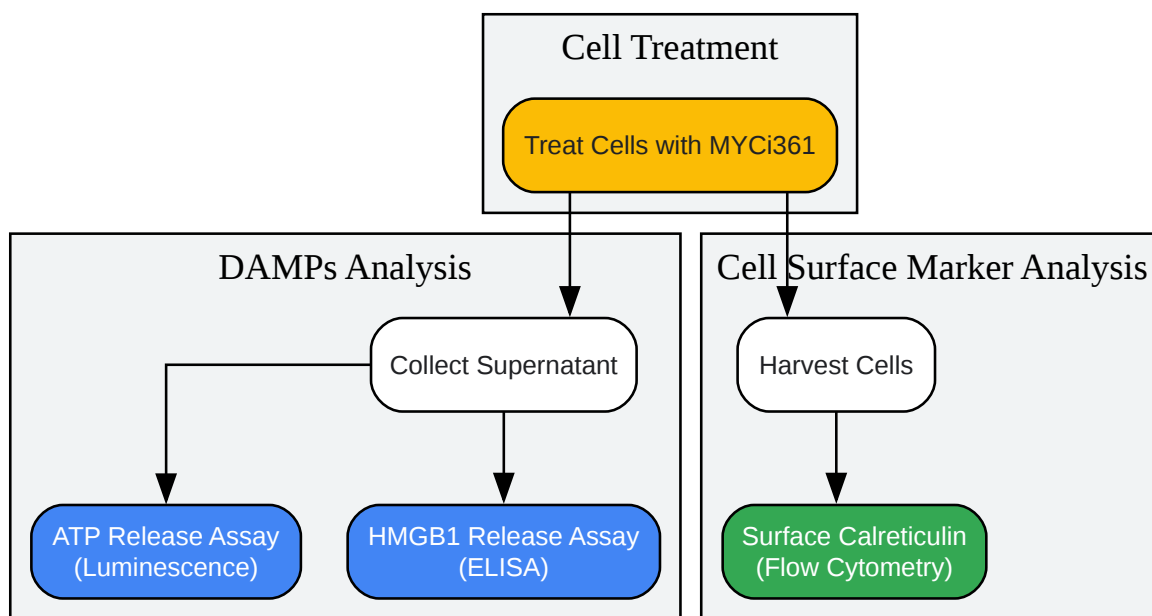 Cell Treatment
Treat Cells with MYCi361
DAMPs Analysis
Cell Surface Marker Analysis
Collect Supernatant
Harvest Cells
ATP Release Assay
(Luminescence)
HMGB1 Release Assay
(ELISA)
Surface Calreticulin
(Flow Cytometry)